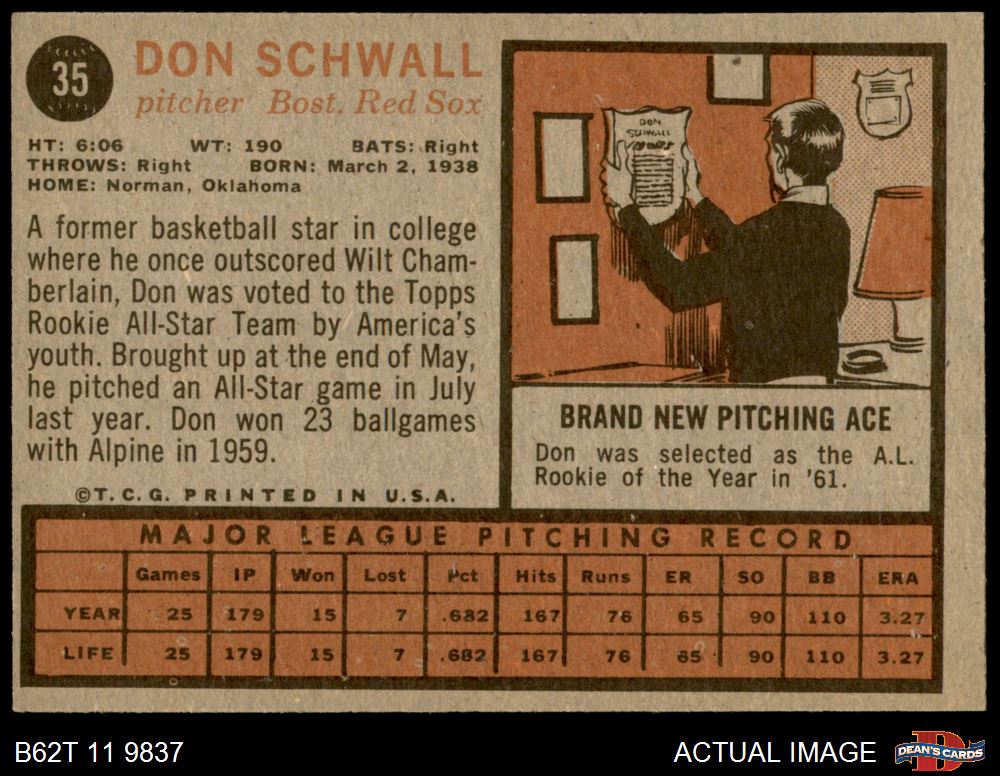 35
DON SCHWALL
pitcher Bost. Red Sox
HT: 6:06 WT: 190 BATS: Right
THROWS: Right BORN: March 2, 1938
HOME: Norman, Oklahoma
A former basketball star in college
where he once outscored Wilt Cham-
berlain, Don was voted to the Topps
Rookie All-Star Team by America's
youth. Brought up at the end of May,
he pitched an All-Star game in July
last year. Don won 23 ballgames
with Alpine in 1959.
©T.C.G. PRINTED IN U.S.A.
DON
SCHWALL
BRAND NEW PITCHING ACE
Don was selected as the A.L.
Rookie of the Year in '61.
MAJOR LEAGUE PITCHING RECORD
Games IP Won Lost Pct Hits Runs ER SO BB ERA
YEAR 25 179 15 7 .682 167 76 65 90 110 3.27
LIFE 25 179 15 7 .682 167 76 65 90 110 3.27
B62T 11 9837
ACTUAL IMAGE
D
DEAN'S CARDS